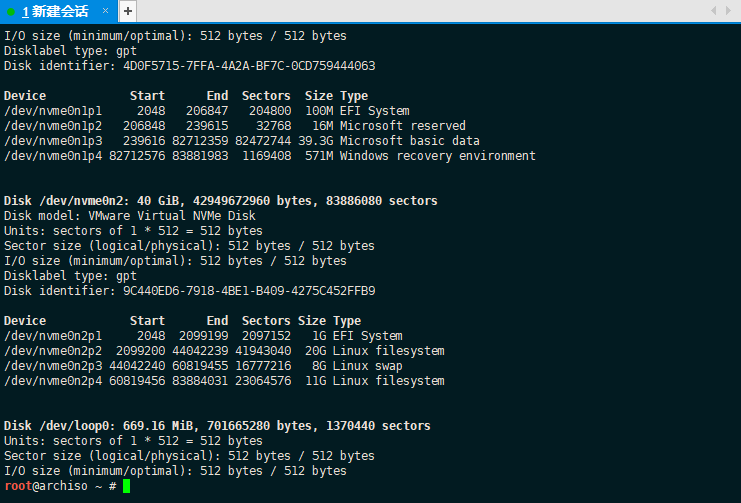 1 新建会话 × +
I/O size (minimum/optimal): 512 bytes / 512 bytes
Disklabel type: gpt
Disk identifier: 4D0F5715-7FFA-4A2A-BF7C-0CD759444063
Device Start End Sectors Size Type
/dev/nvme0n1p1 2048 206847 204800 100M EFI System
/dev/nvme0n1p2 206848 239615 32768 16M Microsoft reserved
/dev/nvme0n1p3 239616 82712359 82472744 39.3G Microsoft basic data
/dev/nvme0n1p4 82712576 83881983 1169408 571M Windows recovery environment
Disk /dev/nvme0n2: 40 GiB, 42949672960 bytes, 83886080 sectors
Disk model: VMware Virtual NVMe Disk
Units: sectors of 1 * 512 = 512 bytes
Sector size (logical/physical): 512 bytes / 512 bytes
I/O size (minimum/optimal): 512 bytes / 512 bytes
Disklabel type: gpt
Disk identifier: 9C440ED6-7918-4BE1-B409-4275C452FFB9
Device Start End Sectors Size Type
/dev/nvme0n2p1 2048 2099199 2097152 1G EFI System
/dev/nvme0n2p2 2099200 44042239 41943040 20G Linux filesystem
/dev/nvme0n2p3 44042240 60819455 16777216 8G Linux swap
/dev/nvme0n2p4 60819456 83884031 23064576 11G Linux filesystem
Disk /dev/loop0: 669.16 MiB, 701665280 bytes, 1370440 sectors
Units: sectors of 1 * 512 = 512 bytes
Sector size (logical/physical): 512 bytes / 512 bytes
I/O size (minimum/optimal): 512 bytes / 512 bytes
root@archiso ~ #